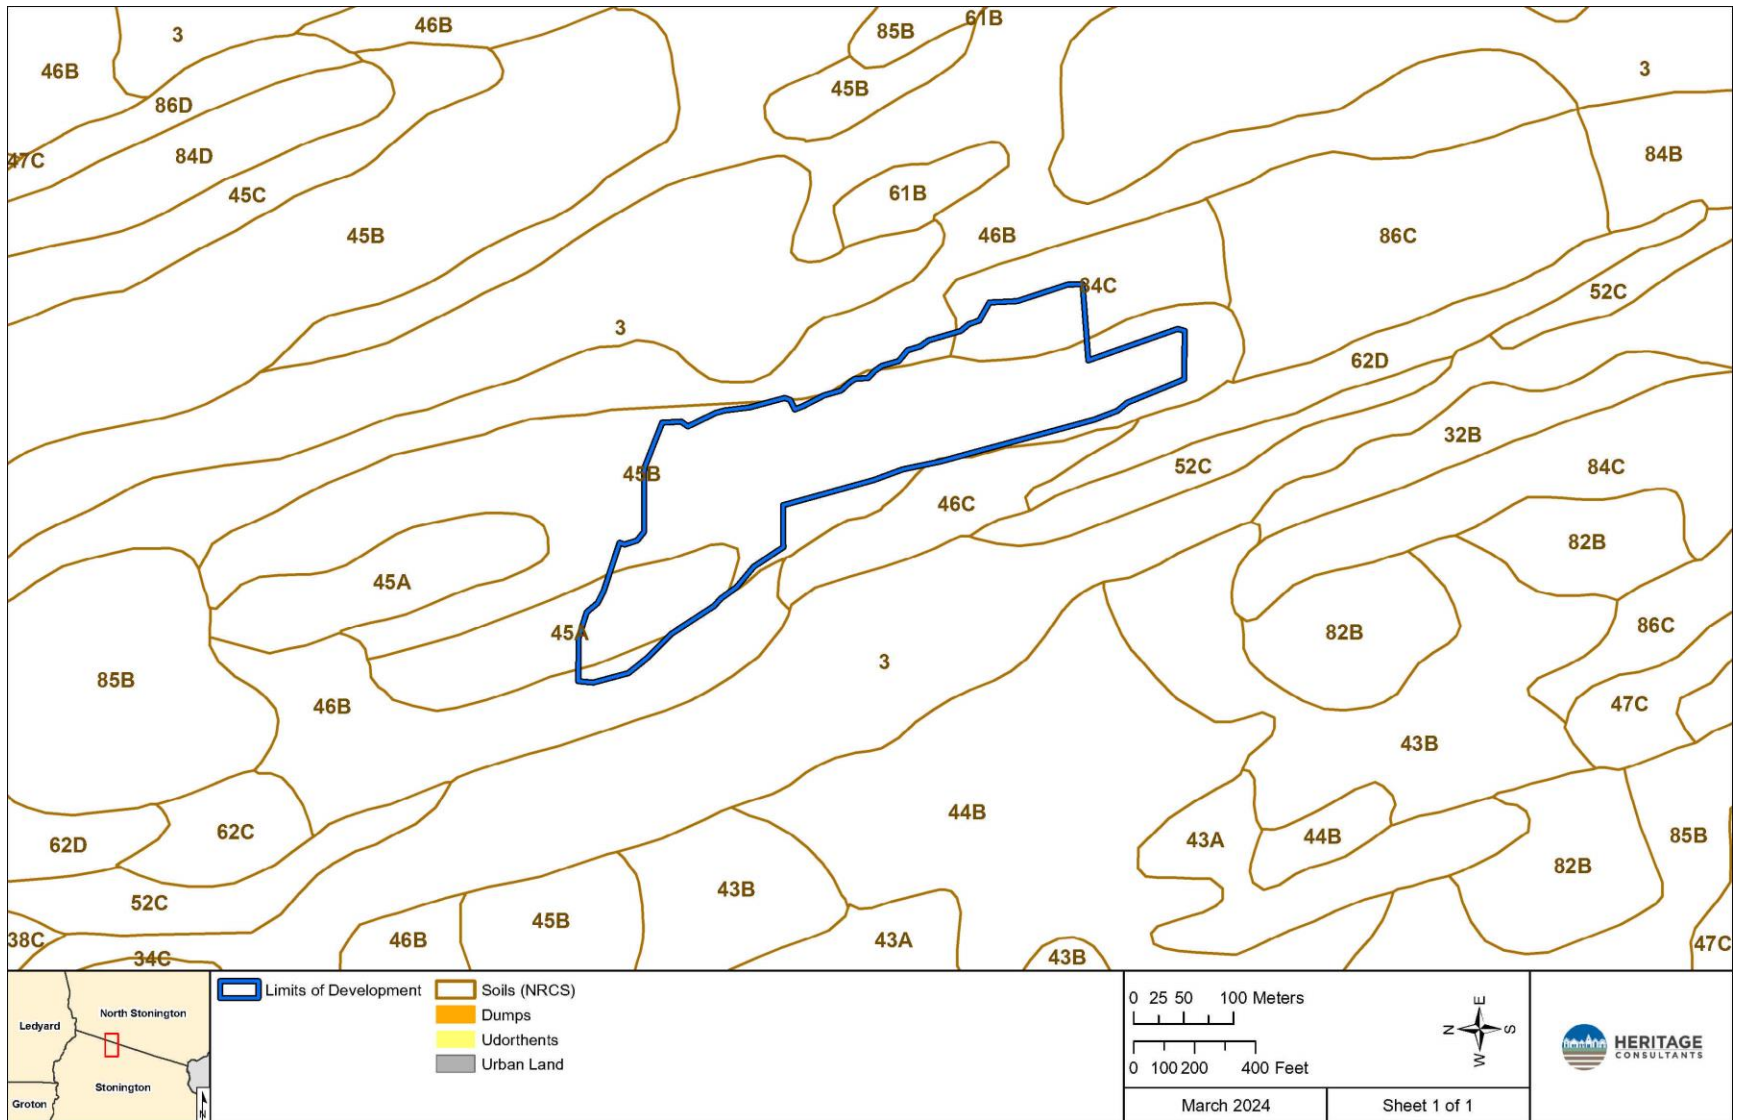 46B
3
46B
85B
61B
3
45B
86D
47C
84D
84B
45C
61B
45B
46B
86C
84C
52C
3
62D
32B
45B
52C
84C
46C
82B
45A
45A
82B
86C
3
85B
46B
47C
43B
44B
62D
62C
43A
44B
85B
82B
52C
43B
45B
38C
46B
43A
47C
34C
43B
Ledyard
North Stonington
Stonington
Groton
N
Limits of Development
Soils (NRCS)
Dumps
Udorthents
Urban Land
0 25 50 100 Meters
0 100 200 400 Feet
E
N
S
W
March 2024
Sheet 1 of 1
HERITAGE
CONSULTANTS